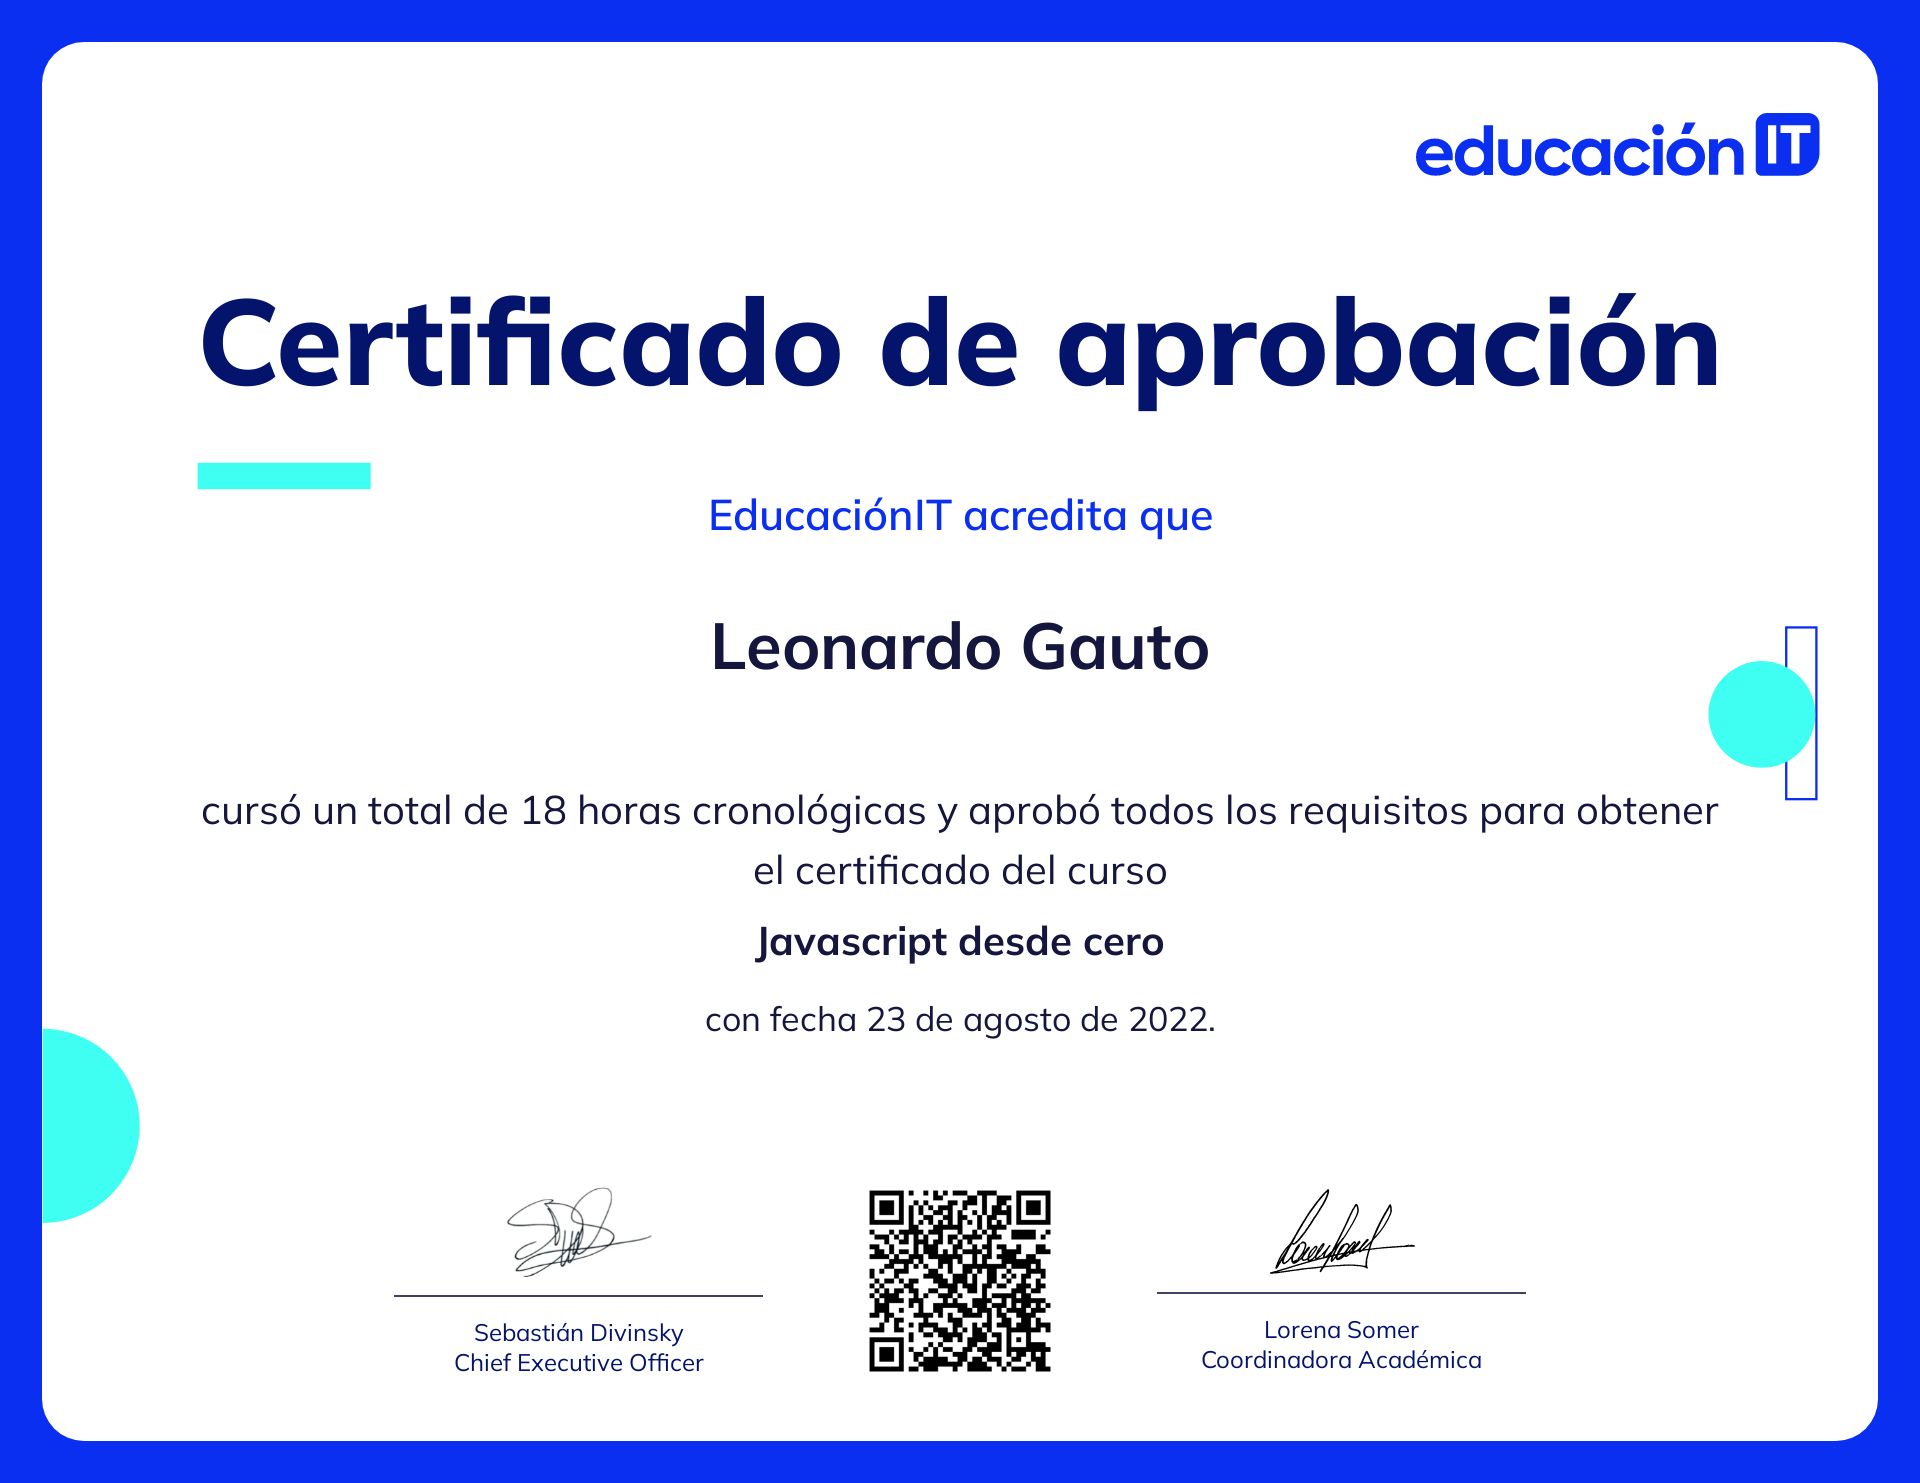 educación IT
Certificado de aprobación
EducaciónIT acredita que
Leonardo Gauto
cursó un total de 18 horas cronológicas y aprobó todos los requisitos para obtener
el certificado del curso
Javascript desde cero
con fecha 23 de agosto de 2022.
Sebastián Divinsky
Chief Executive Officer
Lorena Somer
Coordinadora Académica